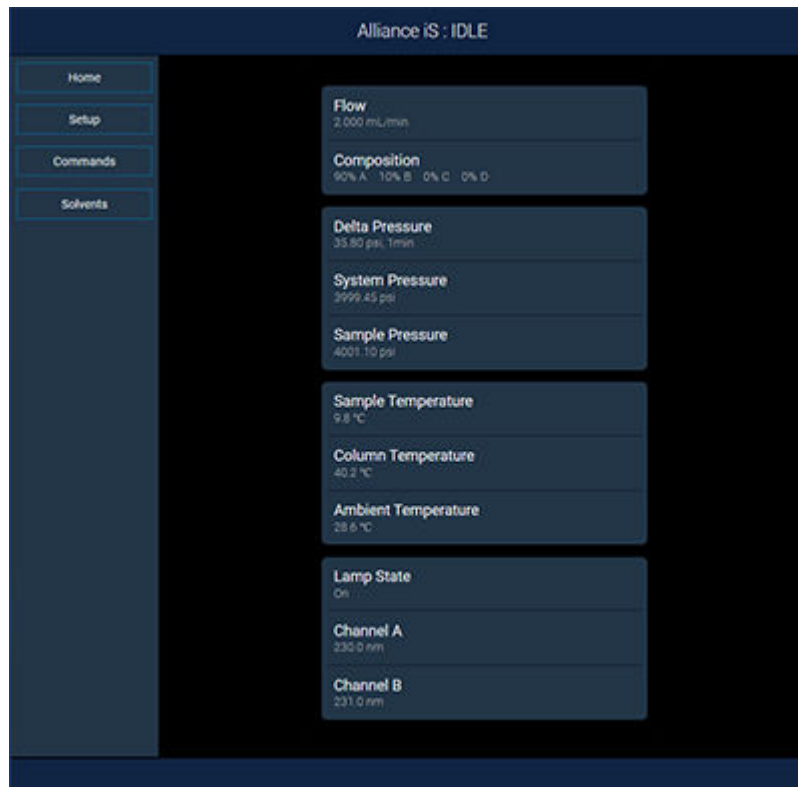 Alliance iS : IDLE
Home
Setup
Commands
Solvents
Flow
2.000 mL/min
Composition
90% A 10% B 0% C 0% D
Delta Pressure
35.80 psi, 1min
System Pressure
3999.45 psi
Sample Pressure
4001.10 psi
Sample Temperature
9.8 °C
Column Temperature
40.2 °C
Ambient Temperature
28.6 °C
Lamp State
On
Channel A
230.0 nm
Channel B
231.0 nm